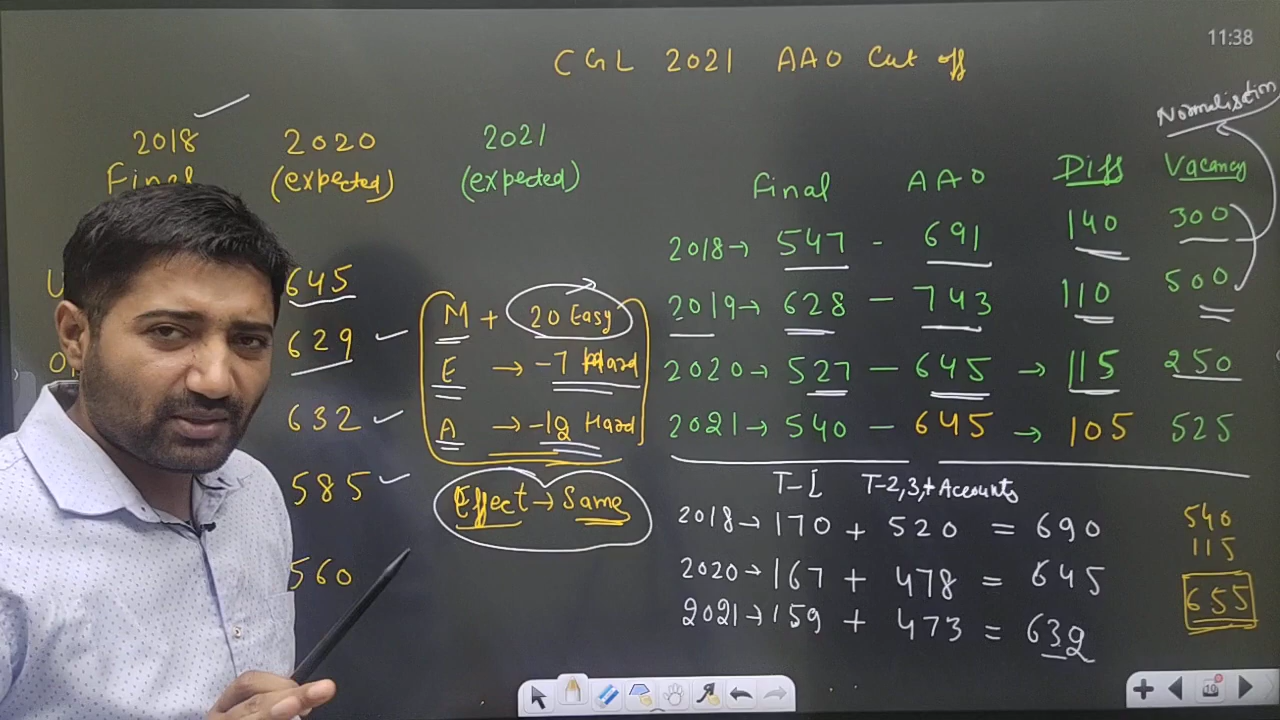 11:38
CGL 2021 AAO Cut off
Normalisation
2018 Final
2020 (expected)
2021 (expected)
645
629
632
585
560
M + 20 Easy
E → -7 Hard
A → -12 Hard
Effect → Same
Final AAO Diff Vacancy
2018 → 547 - 691 140 300
2019 → 628 - 743 110 500
2020 → 527 - 645 → 115 250
2021 → 540 - 645 → 105 525
T-I T-2,3,+Accounts
2018 → 170 + 520 = 690
2020 → 167 + 478 = 645
2021 → 159 + 473 = 632
540
115
655